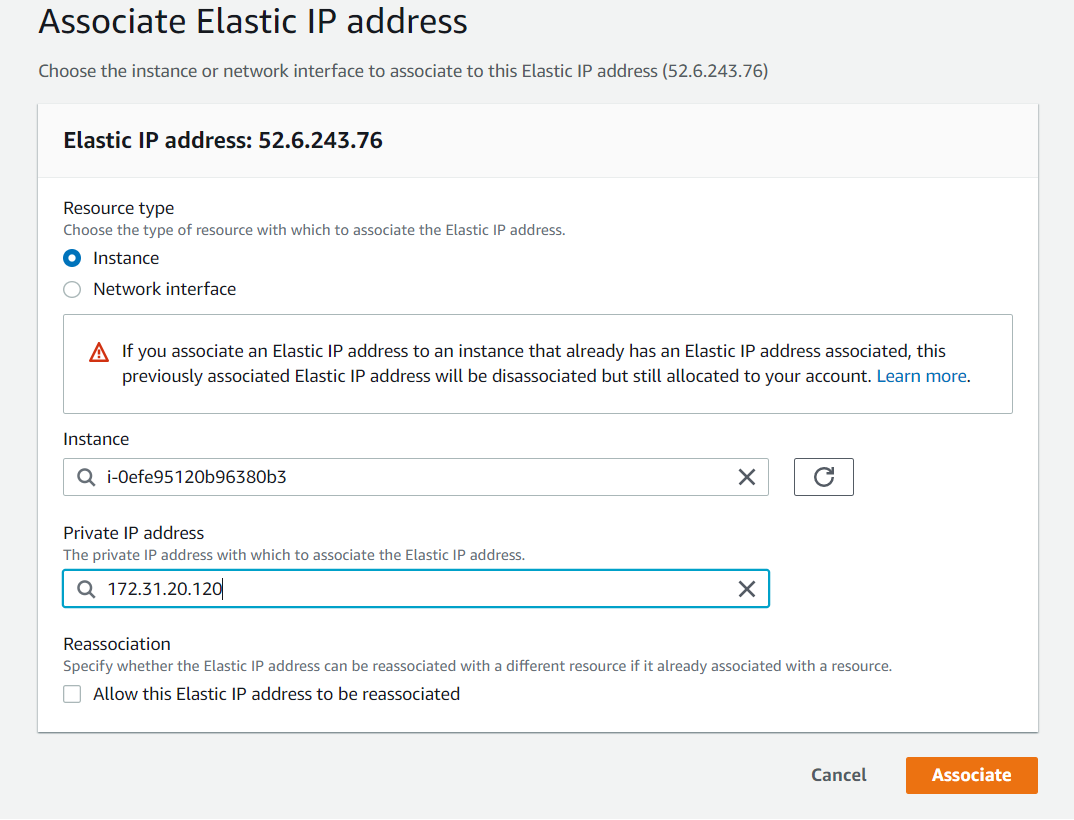 Associate Elastic IP address
Choose the instance or network interface to associate to this Elastic IP address (52.6.243.76)
Elastic IP address: 52.6.243.76
Resource type
Choose the type of resource with which to associate the Elastic IP address.
Instance
Network interface
If you associate an Elastic IP address to an instance that already has an Elastic IP address associated, this
previously associated Elastic IP address will be disassociated but still allocated to your account. Learn more.
Instance
i-0efe95120b96380b3
Private IP address
The private IP address with which to associate the Elastic IP address.
172.31.20.120
Reassociation
Specify whether the Elastic IP address can be reassociated with a different resource if it already associated with a resource.
Allow this Elastic IP address to be reassociated
Cancel Associate